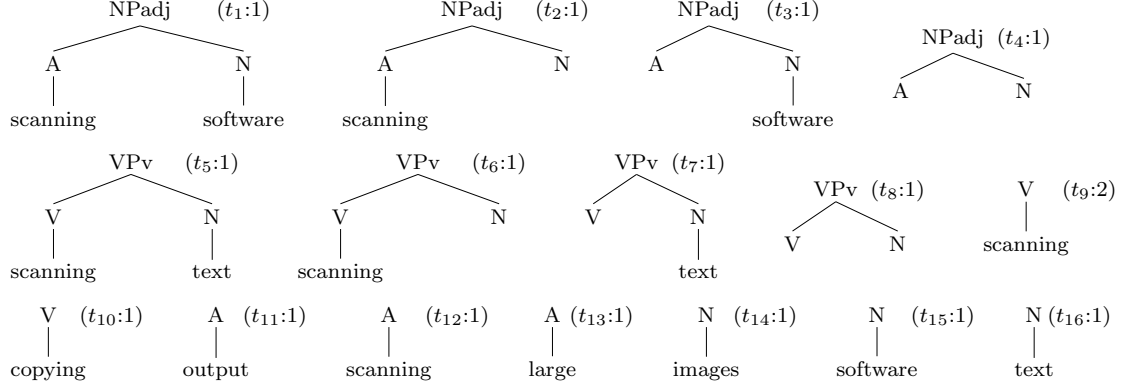 NPadj (t₁:1) NPadj (t₂:1) NPadj (t₃:1) NPadj (t₄:1)
A N A N A N A N
scanning software scanning software
VPv (t₅:1) VPv (t₆:1) VPv (t₇:1) VPv (t₈:1) V (t₉:2)
V N V N V N V N scanning
scanning text scanning text
V (t₁₀:1) A (t₁₁:1) A (t₁₂:1) A (t₁₃:1) N (t₁₄:1) N (t₁₅:1) N (t₁₆:1)
copying output scanning large images software text